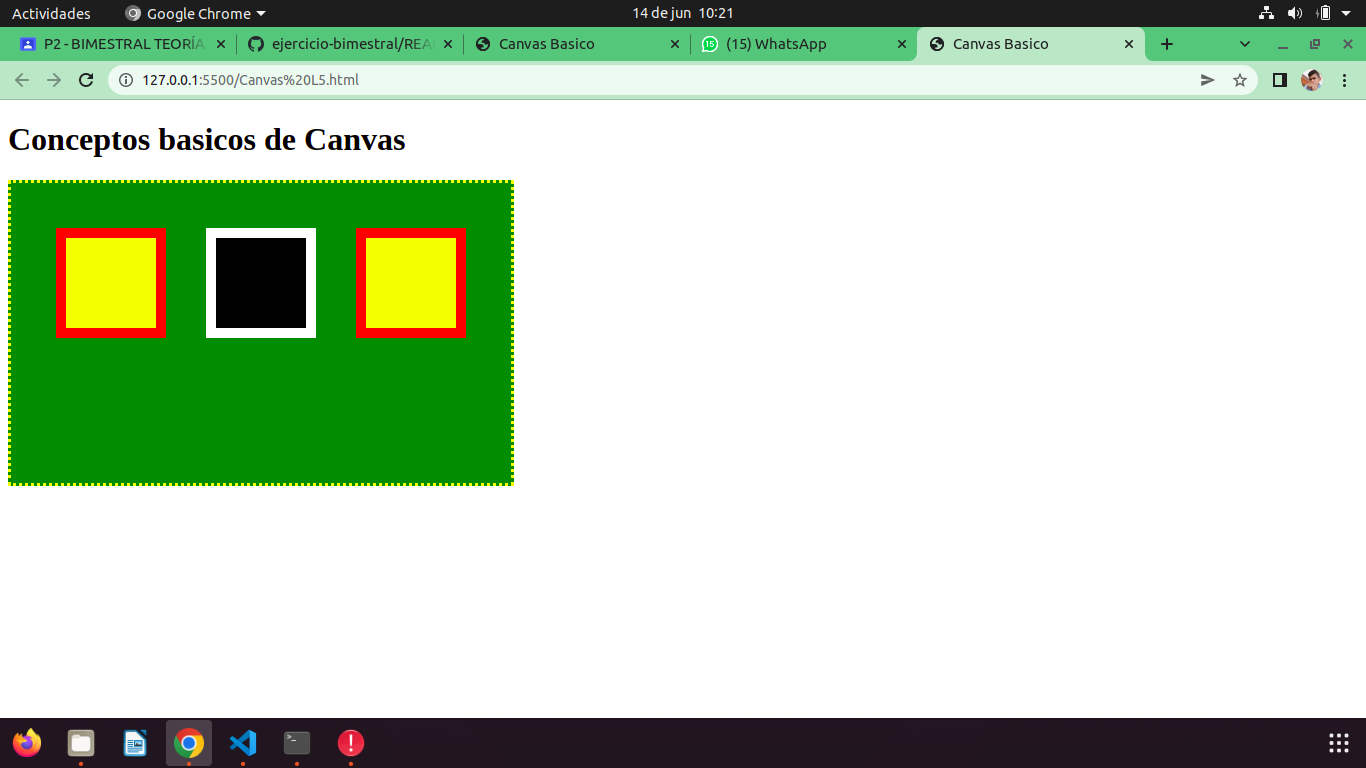 Actividades
Google Chrome
14 de jun 10:21
P2 - BIMESTRAL TEORÍA
ejercicio-bimestral/REA
Canvas Basico
(15) WhatsApp
Canvas Basico
127.0.0.1:5500/Canvas%20L5.html
Conceptos basicos de Canvas